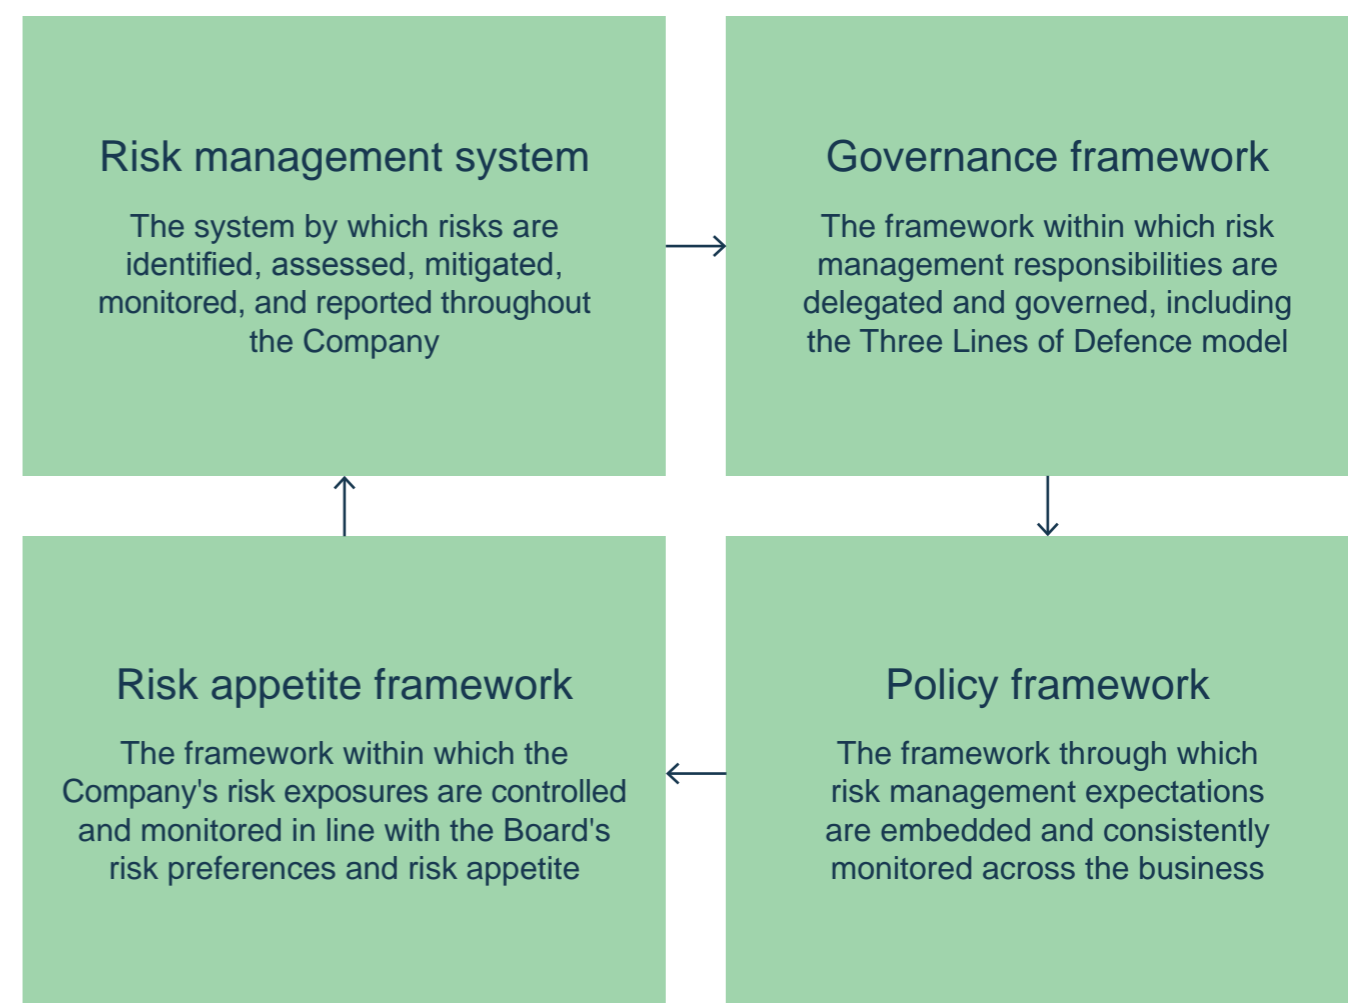 Risk management system
The system by which risks are
identified, assessed, mitigated,
monitored, and reported throughout
the Company
Governance framework
The framework within which risk
management responsibilities are
delegated and governed, including
the Three Lines of Defence model
Risk appetite framework
The framework within which the
Company's risk exposures are controlled
and monitored in line with the Board's
risk preferences and risk appetite
Policy framework
The framework through which
risk management expectations
are embedded and consistently
monitored across the business